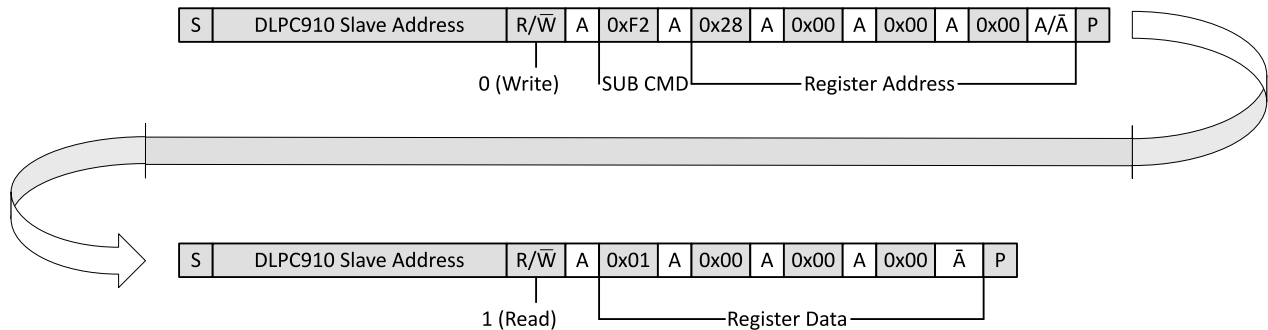 S DLPC910 Slave Address R/W̅ A 0xF2 A 0x28 A 0x00 A 0x00 A 0x00 A/Ā P
0 (Write) SUB CMD Register Address
S DLPC910 Slave Address R/W̅ A 0x01 A 0x00 A 0x00 A 0x00 Ā P
1 (Read) Register Data